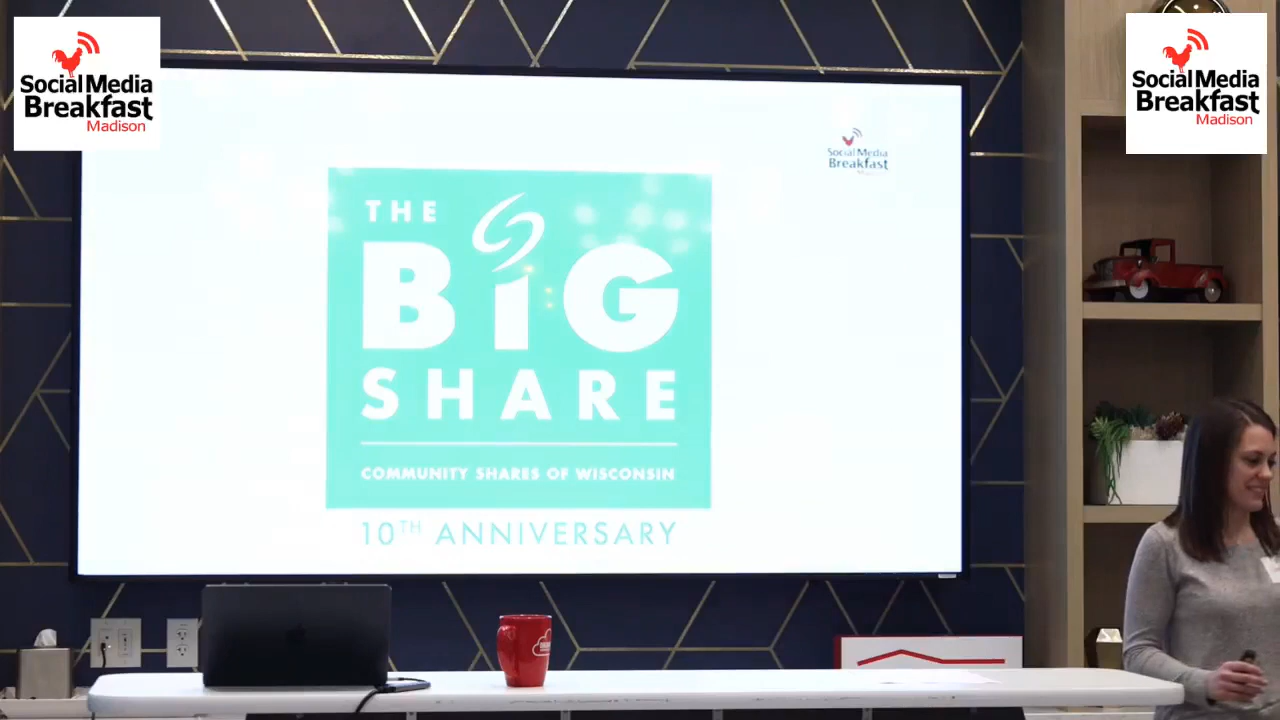 Social Media
Breakfast
Madison
Social Media
Breakfast
Madison
Social Media
Breakfast
THE
BIG
SHARE
COMMUNITY SHARES OF WISCONSIN
10TH ANNIVERSARY